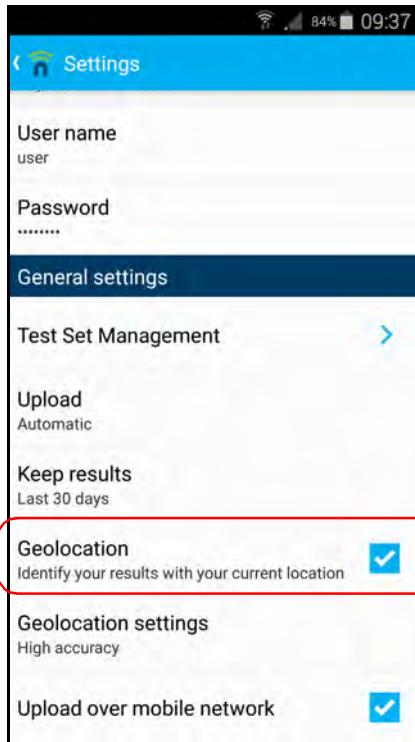 84% 09:37
Settings
User name
user
Password
••••••••
General settings
Test Set Management
Upload
Automatic
Keep results
Last 30 days
Geolocation
Identify your results with your current location
Geolocation settings
High accuracy
Upload over mobile network